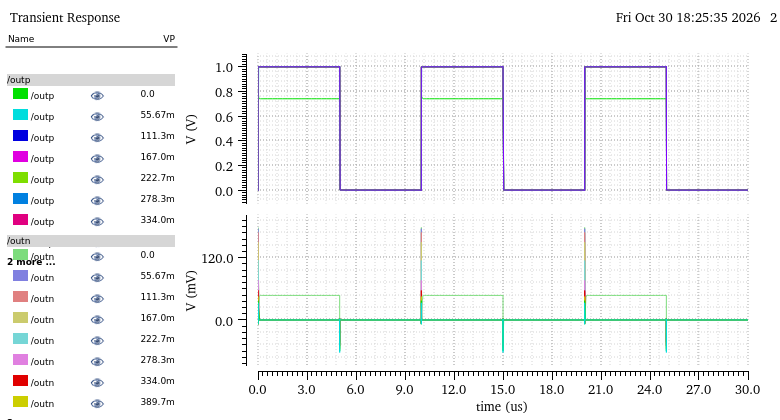 Transient Response
Fri Oct 30 18:25:35 2026 2
Name VP
/outp
/outp 0.0
/outp 55.67m
/outp 111.3m
/outp 167.0m
/outp 222.7m
/outp 278.3m
/outp 334.0m
/outn
/outn 0.0
2 more ...
/outn 55.67m
/outn 111.3m
/outn 167.0m
/outn 222.7m
/outn 278.3m
/outn 334.0m
/outn 389.7m
V (V)
1.0
0.8
0.6
0.4
0.2
0.0
V (mV)
120.0
0.0
0.0 3.0 6.0 9.0 12.0 15.0 18.0 21.0 24.0 27.0 30.0
time (us)